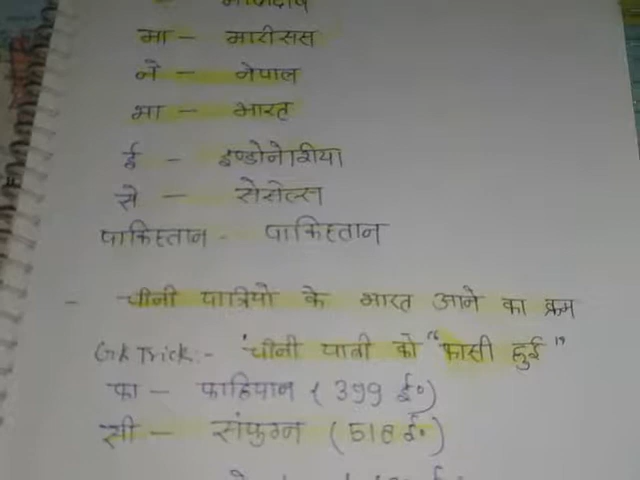 मा - मारीसस
ने - नेपाल
भा - भारत
ई - इण्डोनेशिया
से - सेसेल्स
पाकिस्तान - पाकिस्तान
- चीनी यात्रियो के भारत आने का क्रम
GK Trick:- चीनी यात्री को "फासी हुई"
फा - फाहियान (399 ई०)
सी - संफुग्न (518 ई०)